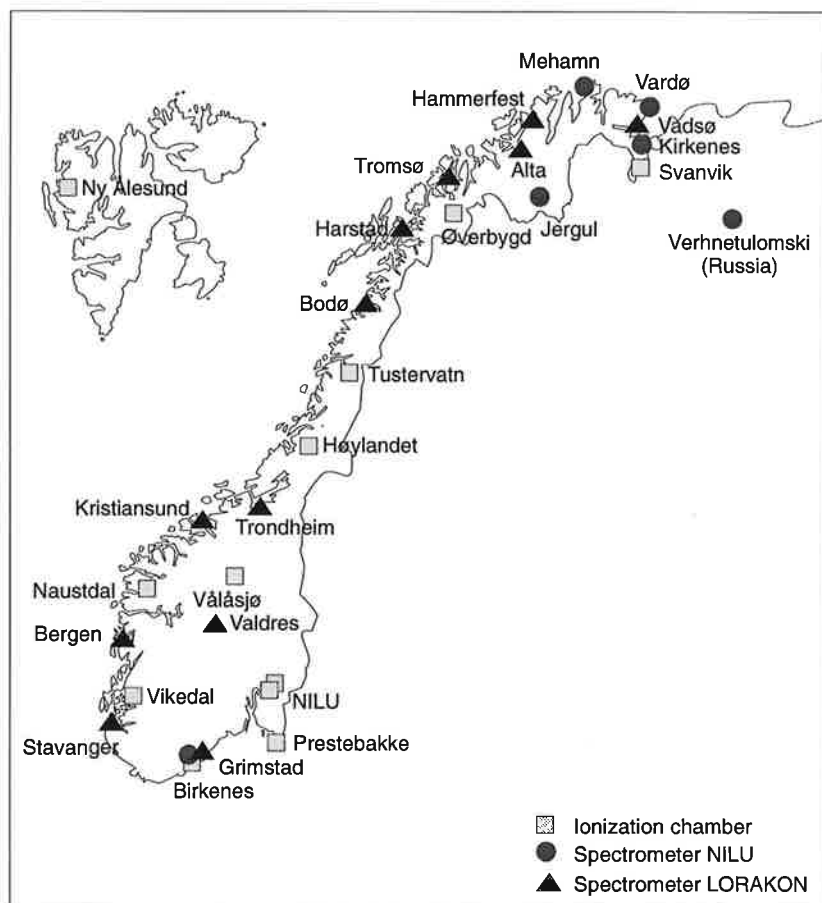 Mehamn
Vardø
Hammerfest
Vadsø
Kirkenes
Alta
Tromsø
Svanvik
Ny Ålesund
Jergul
Harstad
Øverbygd
Verhnetulomski
(Russia)
Bodø
Tustervatn
Høylandet
Kristiansund
Trondheim
Naustdal
Vålåsjø
Valdres
Bergen
Vikedal
NILU
Stavanger
Prestebakke
Grimstad
Birkenes
Ionization chamber
Spectrometer NILU
Spectrometer LORAKON